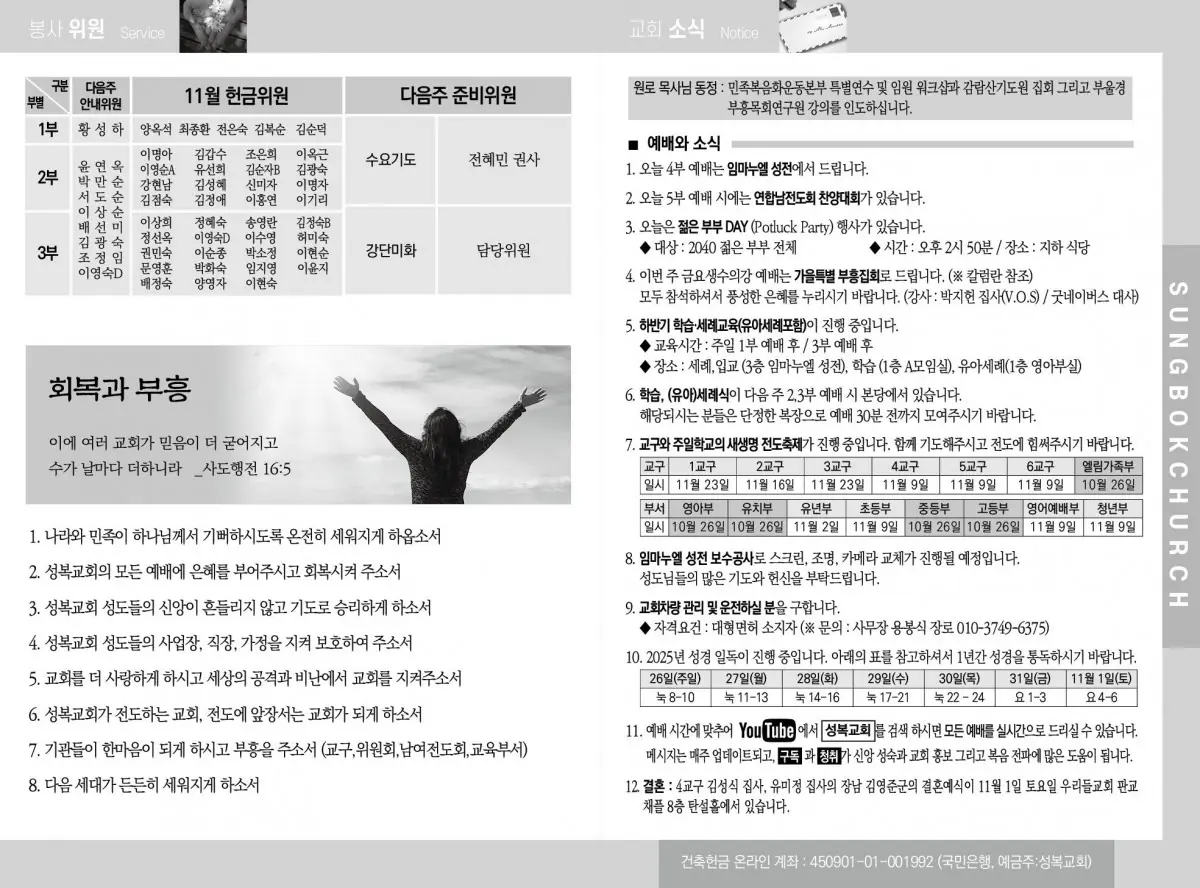 봉사 위원 Service
구분
부별
다음주
안내위원
11월 헌금위원
다음주 준비위원
1부
황 성 하
양옥석 최종환 전은숙 김복순 김순덕
2부
3부
윤 연 옥
박 만 순
서 도 순
이 상 순
배 선 미
김 광 숙
조 정 임
이영숙D
이명아 김갑수 조은희 이옥근
이영순A 유선희 김순자B 김광숙
강현남 김성혜 신미자 이명자
김점숙 김정애 이흥연 이기리
이상희 정혜숙 송영란 김정숙B
정선옥 이영숙D 이수영 허미숙
권민숙 이순종 박소정 이현순
문영훈 박화숙 임지영 이윤지
배정숙 양영자 이현숙
수요기도 전혜민 권사
강단미화 담당위원
회복과 부흥
이에 여러 교회가 믿음이 더 굳어지고
수가 날마다 더하니라 _사도행전 16:5
1. 나라와 민족이 하나님께서 기뻐하시도록 온전히 세워지게 하옵소서
2. 성복교회의 모든 예배에 은혜를 부어주시고 회복시켜 주소서
3. 성복교회 성도들의 신앙이 흔들리지 않고 기도로 승리하게 하소서
4. 성복교회 성도들의 사업장, 직장, 가정을 지켜 보호하여 주소서
5. 교회를 더 사랑하게 하시고 세상의 공격과 비난에서 교회를 지켜주소서
6. 성복교회가 전도하는 교회, 전도에 앞장서는 교회가 되게 하소서
7. 기관들이 한마음이 되게 하시고 부흥을 주소서 (교구,위원회,남여전도회,교육부서)
8. 다음 세대가 든든히 세워지게 하소서
교회 소식 Notice
원로 목사님 동정 : 민족복음화운동본부 특별연수 및 임원 워크샵과 감람산기도원 집회 그리고 부울경
부흥목회연구원 강의를 인도하십니다.
■ 예배와 소식
1. 오늘 4부 예배는 임마누엘 성전에서 드립니다.
2. 오늘 5부 예배 시에는 연합남전도회 찬양대회가 있습니다.
3. 오늘은 젊은 부부 DAY (Potluck Party) 행사가 있습니다.
◆ 대상 : 2040 젊은 부부 전체 ◆ 시간 : 오후 2시 50분 / 장소 : 지하 식당
4. 이번 주 금요생수의강 예배는 가을특별 부흥집회로 드립니다. (※ 칼럼란 참조)
모두 참석하셔서 풍성한 은혜를 누리시기 바랍니다. (강사 : 박지헌 집사(V.O.S) / 굿네이버스 대사)
5. 하반기 학습·세례교육(유아세례포함)이 진행 중입니다.
◆ 교육시간 : 주일 1부 예배 후 / 3부 예배 후
◆ 장소 : 세례,입교 (3층 임마누엘 성전), 학습 (1층 A모임실), 유아세례(1층 영아부실)
6. 학습, (유아)세례식이 다음 주 2,3부 예배 시 본당에서 있습니다.
해당되시는 분들은 단정한 복장으로 예배 30분 전까지 모여주시기 바랍니다.
7. 교구와 주일학교의 새생명 전도축제가 진행 중입니다. 함께 기도해주시고 전도에 힘써주시기 바랍니다.
교구 1교구 2교구 3교구 4교구 5교구 6교구 엘림가족부
일시 11월 23일 11월 16일 11월 23일 11월 9일 11월 9일 11월 9일 10월 26일
부서 영아부 유치부 유년부 초등부 중등부 고등부 영어예배부 청년부
일시 10월 26일 10월 26일 11월 2일 11월 9일 10월 26일 10월 26일 11월 9일 11월 9일
8. 임마누엘 성전 보수공사로 스크린, 조명, 카메라 교체가 진행될 예정입니다.
성도님들의 많은 기도와 헌신을 부탁드립니다.
9. 교회차량 관리 및 운전하실 분을 구합니다.
◆ 자격요건 : 대형면허 소지자 (※ 문의 : 사무장 용봉식 장로 010-3749-6375)
10. 2025년 성경 일독이 진행 중입니다. 아래의 표를 참고하셔서 1년간 성경을 통독하시기 바랍니다.
26일(주일) 27일(월) 28일(화) 29일(수) 30일(목) 31일(금) 11월 1일(토)
눅 8-10 눅 11-13 눅 14-16 눅 17-21 눅 22 - 24 요 1-3 요 4-6
11. 예배 시간에 맞추어 YouTube에서 성복교회를 검색 하시면 모든 예배를 실시간으로 드리실 수 있습니다.
메시지는 매주 업데이트되고, 구독 과 청취가 신앙 성숙과 교회 홍보 그리고 복음 전파에 많은 도움이 됩니다.
12. 결혼 : 4교구 김성식 집사, 유미정 집사의 장남 김영준군의 결혼예식이 11월 1일 토요일 우리들교회 판교
채플 8층 탄설홀에서 있습니다.
SUNGBOKCHURCH
건축헌금 온라인 계좌 : 450901-01-001992 (국민은행, 예금주:성복교회)